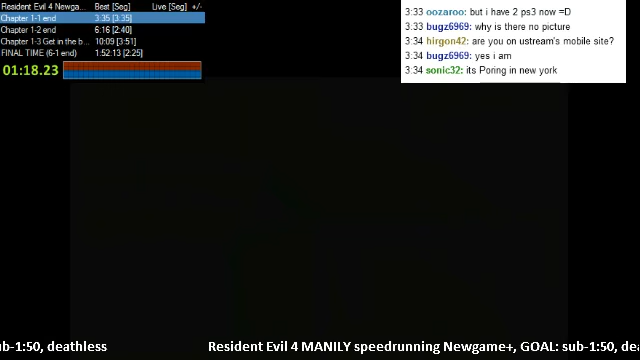 Resident Evil 4 Newga... Best [Seg] Live [Seg] +/-
Chapter 1-1 end 3:35 [3:35]
Chapter 1-2 end 6:16 [2:40]
Chapter 1-3 Get in the b... 10:09 [3:51]
FINAL TIME (6-1 end) 1:52:13 [2:25]
01:18.23
3:33 oozaroo: but i have 2 ps3 now =D
3:33 bugz6969: why is there no picture
3:34 hirgon42: are you on ustream's mobile site?
3:34 bugz6969: yes i am
3:34 sonic32: its Poring in new york
ub-1:50, deathless Resident Evil 4 MANILY speedrunning Newgame+, GOAL: sub-1:50, dea